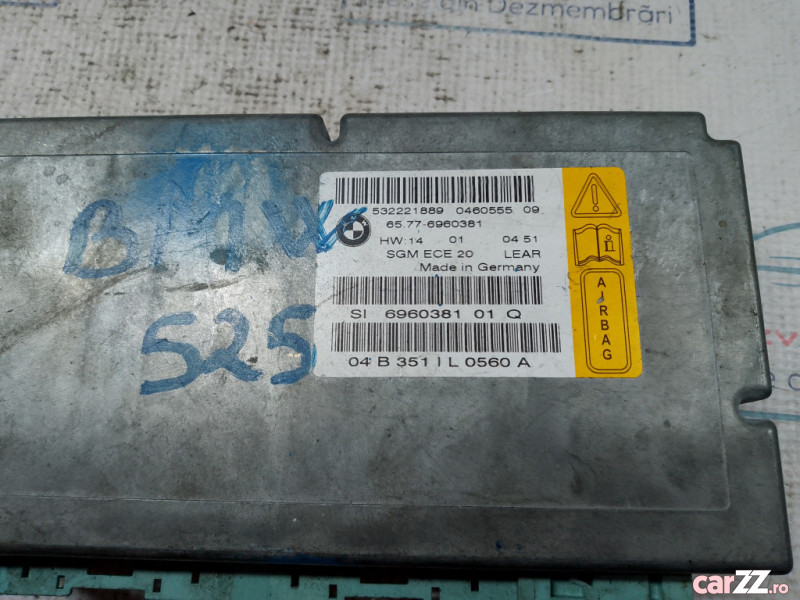 din Dezmembrări
BMW
525
532221889 0460555 09
65.77-6960381
HW:14 01 04 51
SGM ECE 20 LEAR
Made in Germany
SI 6960381 01 Q
04 B 351 I L 0560 A
AIRBAG
carZZ.ro